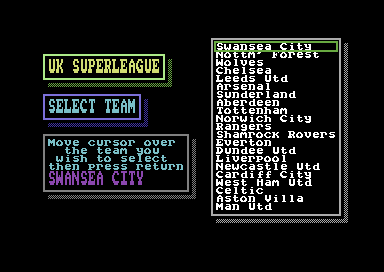 UK SUPERLEAGUE
SELECT TEAM
Move cursor over
the team you
wish to select
then press return
SWANSEA CITY
Swansea City
Nottm' Forest
Wolves
Chelsea
Leeds Utd
Arsenal
Sunderland
Aberdeen
Tottenham
Norwich City
Rangers
Shamrock Rovers
Everton
Dundee Utd
Liverpool
Newcastle Utd
Cardiff City
West Ham Utd
Celtic
Aston Villa
Man Utd